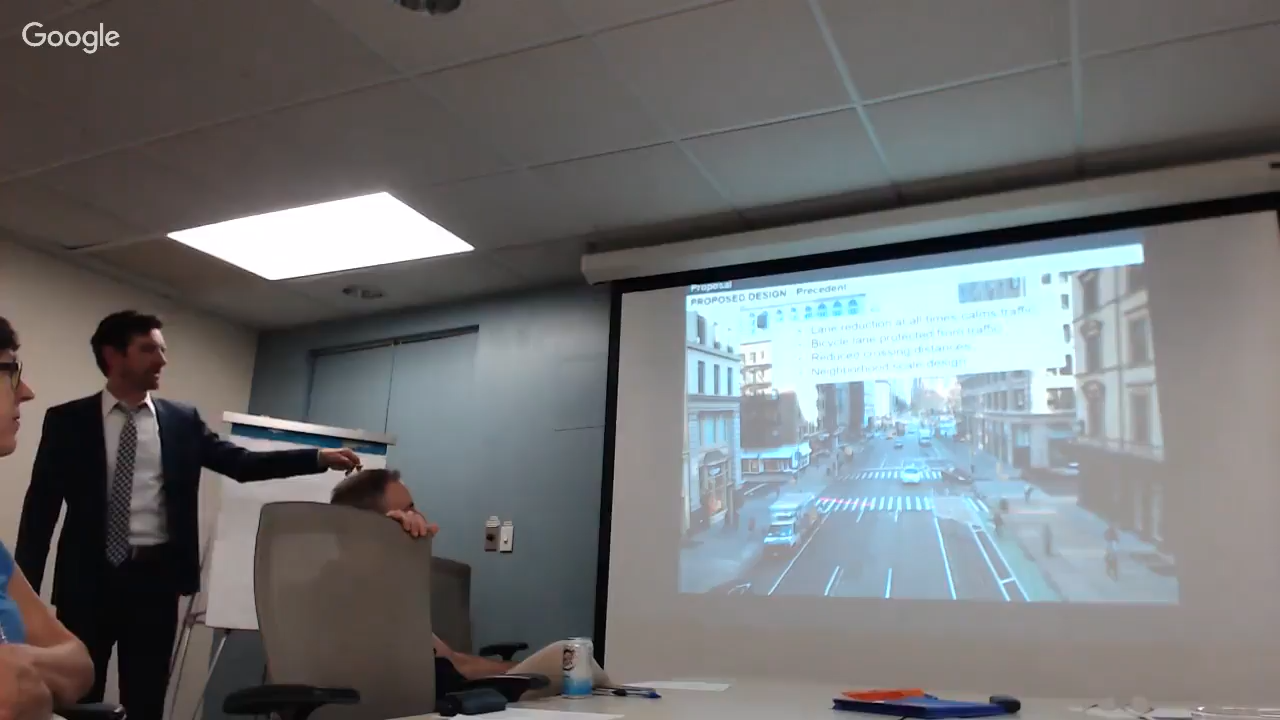 Google
Proposal
PROPOSED DESIGN - Precedent
Lane reduction at all times calms traffic
Bicycle lane protected from traffic
Reduced crossing distances
Neighborhood scale design